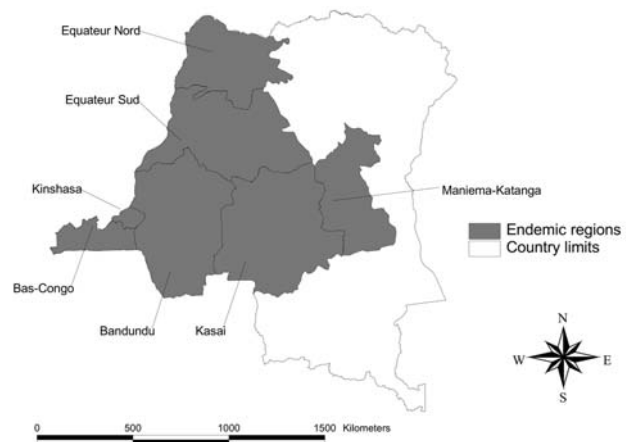 Equateur Nord
Equateur Sud
Kinshasa
Maniema-Katanga
Endemic regions
Country limits
Bas-Congo
Bandundu
Kasai
N
W
E
S
0
500
1000
1500
Kilometers